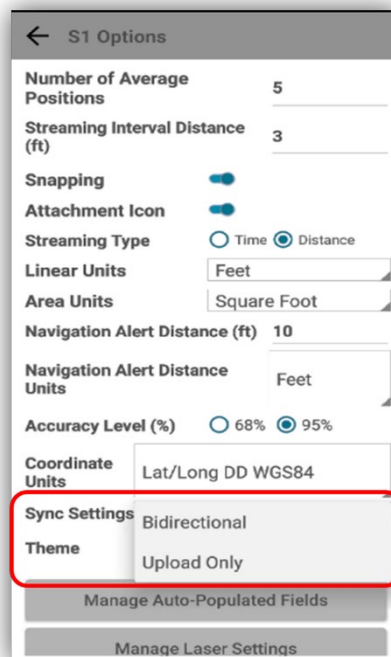 S1 Options
Number of Average
Positions
5
Streaming Interval Distance
(ft)
3
Snapping
Attachment Icon
Streaming Type
Time
Distance
Linear Units
Feet
Area Units
Square Foot
Navigation Alert Distance (ft)
10
Navigation Alert Distance
Units
Feet
Accuracy Level (%)
68%
95%
Coordinate
Units
Lat/Long DD WGS84
Sync Settings
Bidirectional
Theme
Upload Only
Manage Auto-Populated Fields
Manage Laser Settings